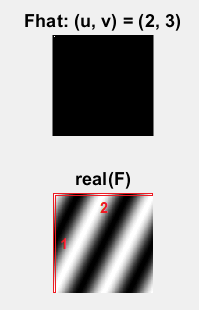 Fhat: (u, v) = (2, 3)
real(F)
2
1